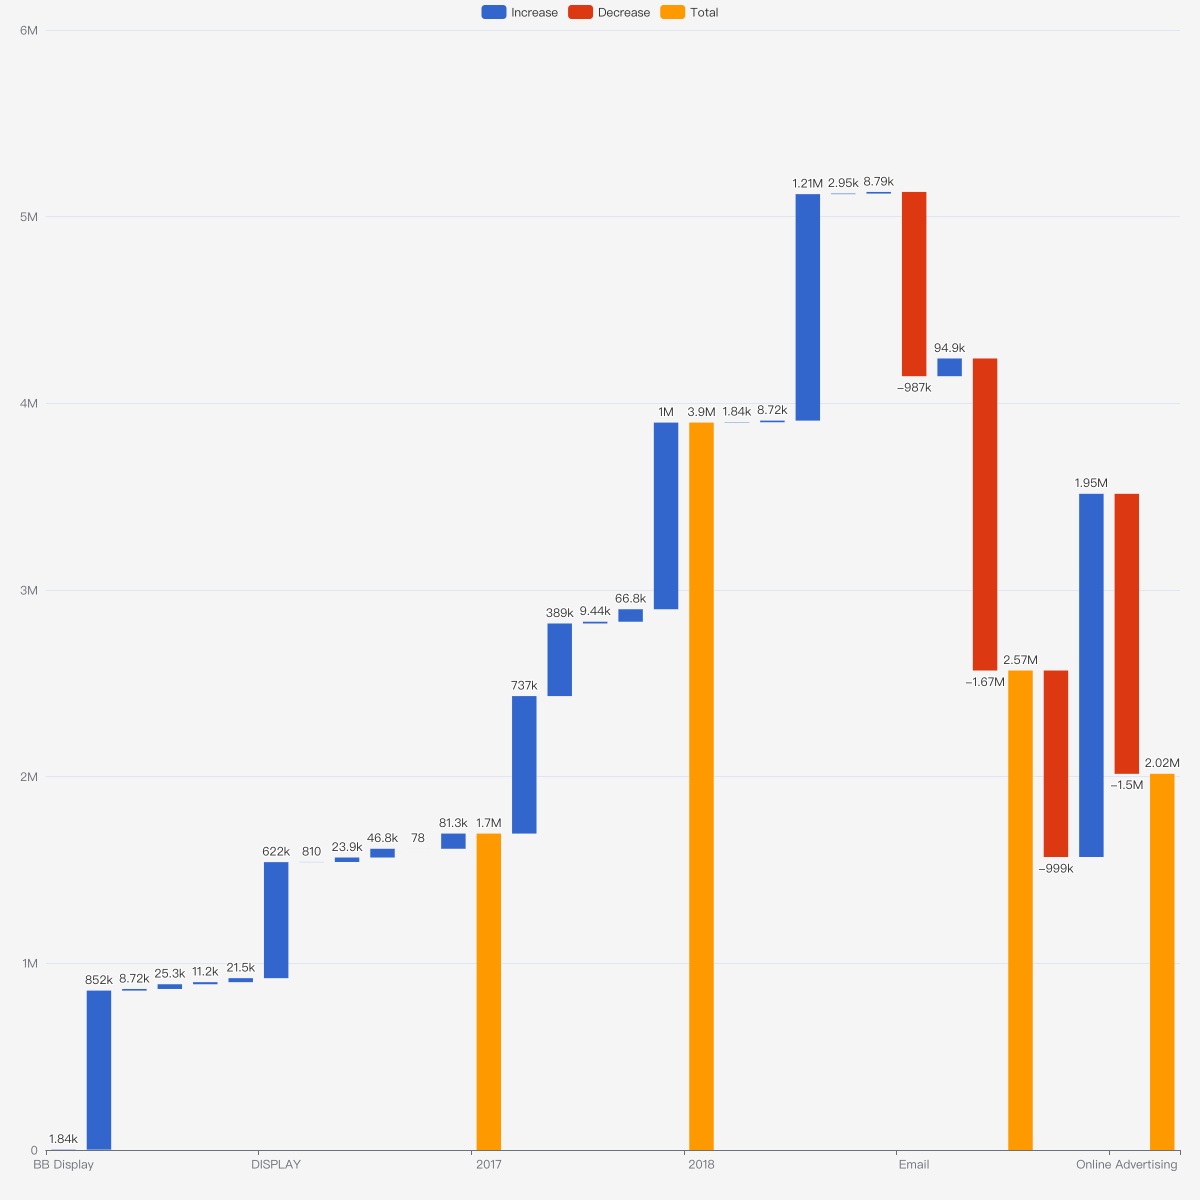 Increase Decrease Total
6M
1.21M 2.95k 8.79k
5M
94.9k
−987k
4M
1M 3.9M 1.84k 8.72k
1.95M
3M
389k 9.44k 66.8k
737k
−1.67M 2.57M
2M
−1.5M 2.02M
622k 810 23.9k 46.8k 78 81.3k 1.7M
−999k
1M
852k 8.72k 25.3k 11.2k 21.5k
1.84k
0
BB Display DISPLAY 2017 2018 Email Online Advertising